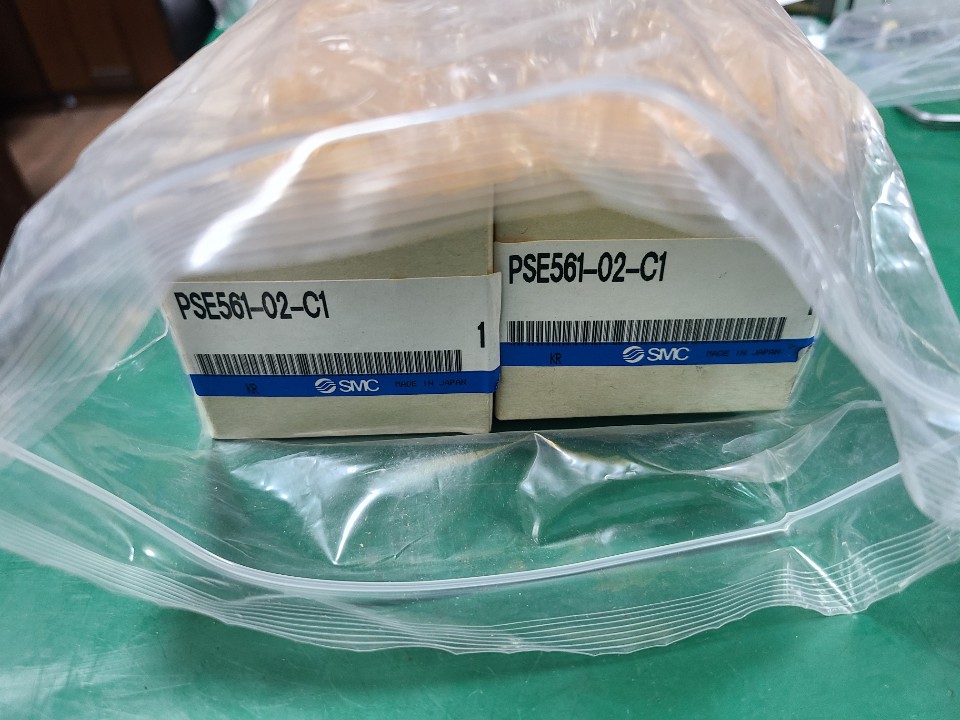 PSE561-02-C1
1
KR SMC MADE IN JAPAN
PSE561-02-C1
KR SMC MADE IN JAPAN